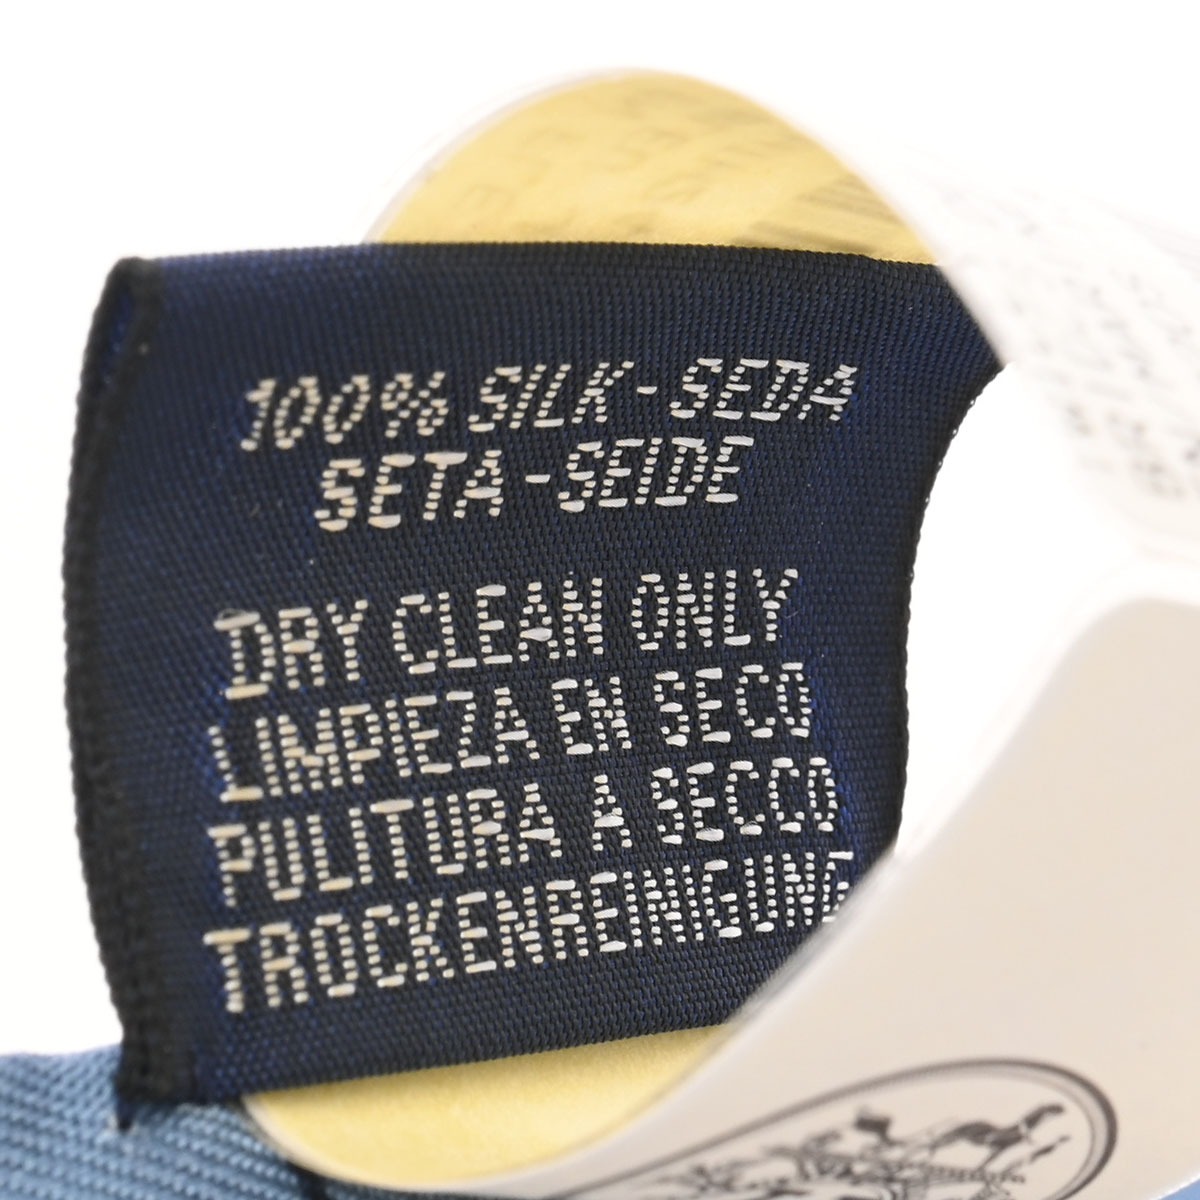 100% SILK - SEDA
SETA - SEIDE
DRY CLEAN ONLY
LIMPIEZA EN SECO
PULITURA A SECCO
TROCKENREINIGUNG